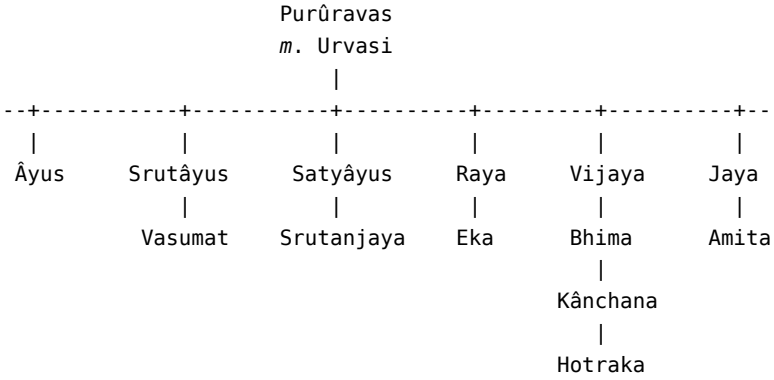 Purûravas
m. Urvasi
|
--+-----------+-----------+----------+---------+----------+--
| | | | | |
Âyus Srutâyus Satyâyus Raya Vijaya Jaya
| | | | |
Vasumat Srutanjaya Eka Bhima Amita
|
Kânchana
|
Hotraka